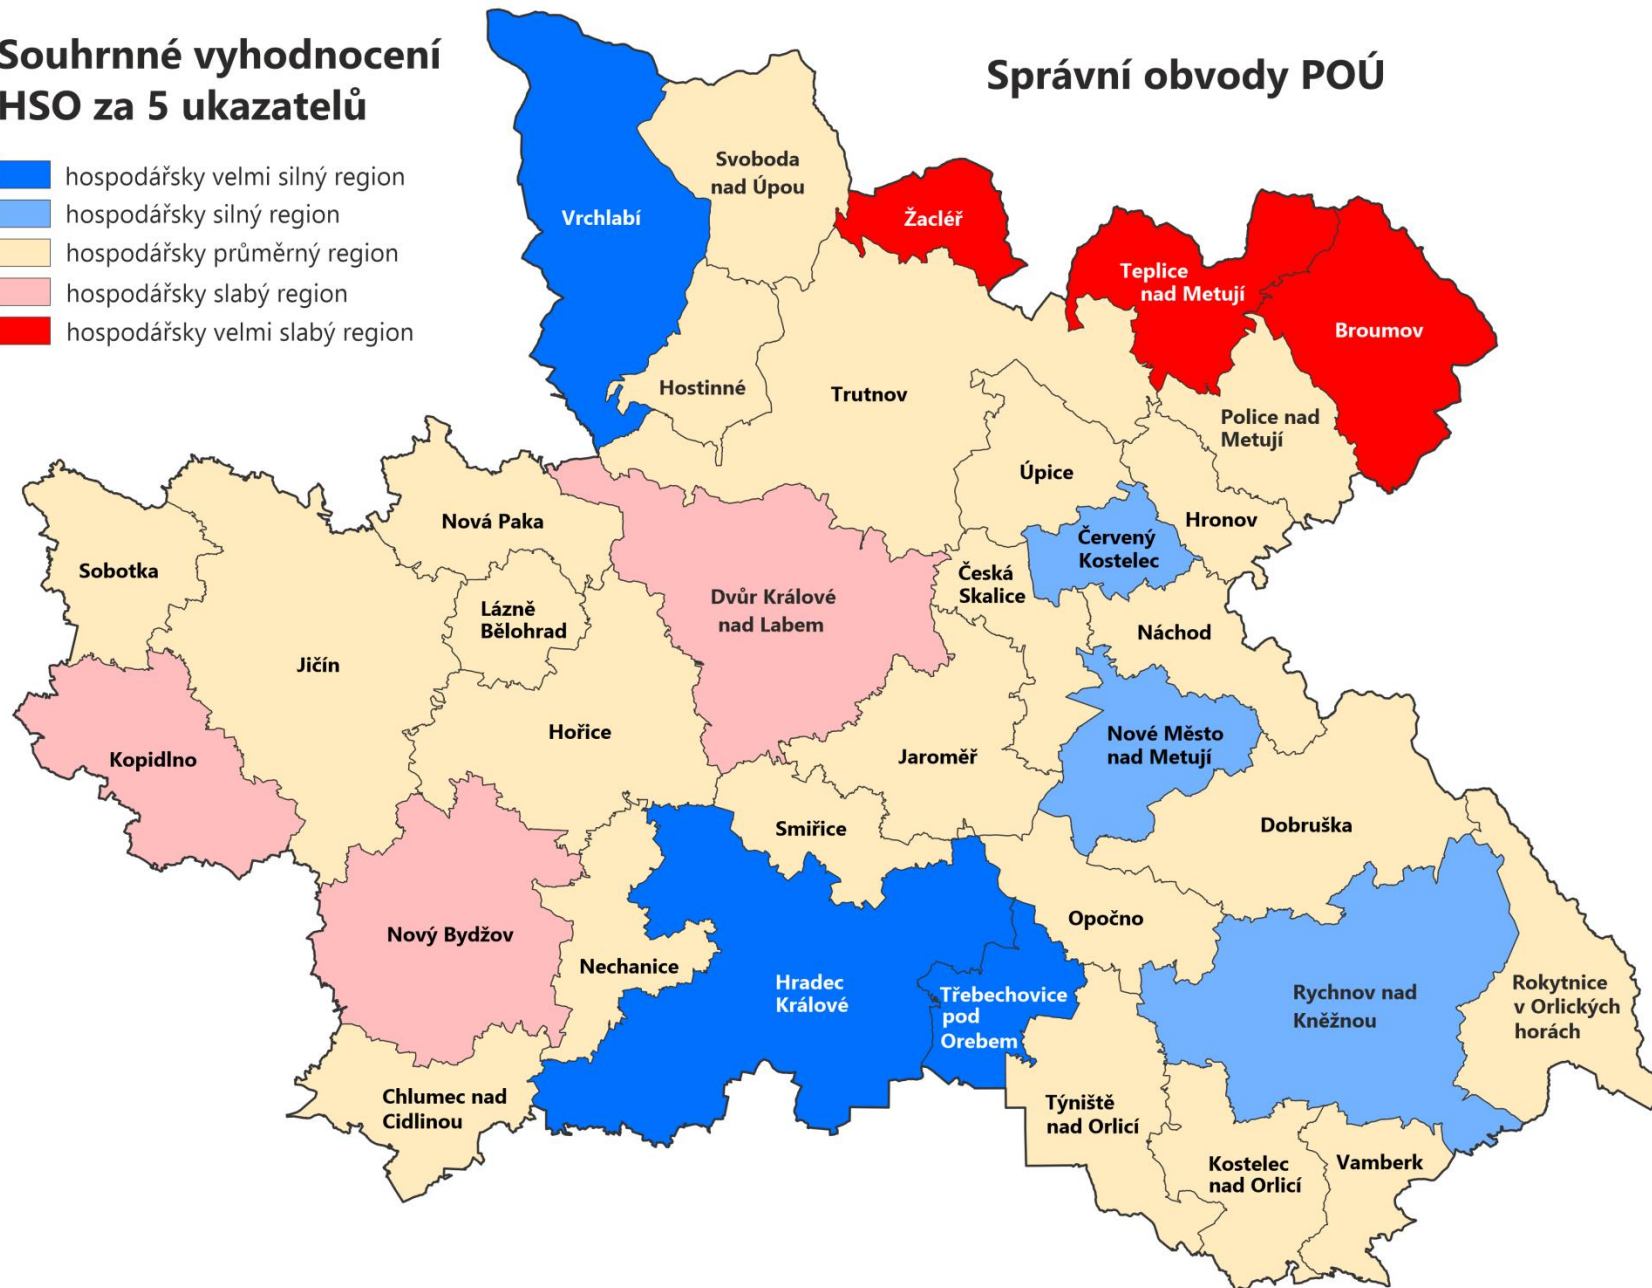 Souhrnné vyhodnocení
HSO za 5 ukazatelů
Správní obvody POÚ
hospodářsky velmi silný region
hospodářsky silný region
hospodářsky průměrný region
hospodářsky slabý region
hospodářsky velmi slabý region
Svoboda
nad Úpou
Vrchlabí
Žacléř
Teplice
nad Metují
Broumov
Hostinné
Trutnov
Police nad
Metují
Úpice
Nová Paka
Hronov
Červený
Kostelec
Sobotka
Česká
Skalice
Lázně
Bělohrad
Dvůr Králové
nad Labem
Náchod
Jičín
Hořice
Kopidlno
Jaroměř
Nové Město
nad Metují
Smiřice
Dobruška
Opočno
Nový Bydžov
Nechanice
Hradec
Králové
Třebechovice
pod
Orebem
Rychnov nad
Kněžnou
Rokytnice
v Orlických
horách
Chlumec nad
Cidlinou
Týniště
nad Orlicí
Kostelec
nad Orlicí
Vamberk